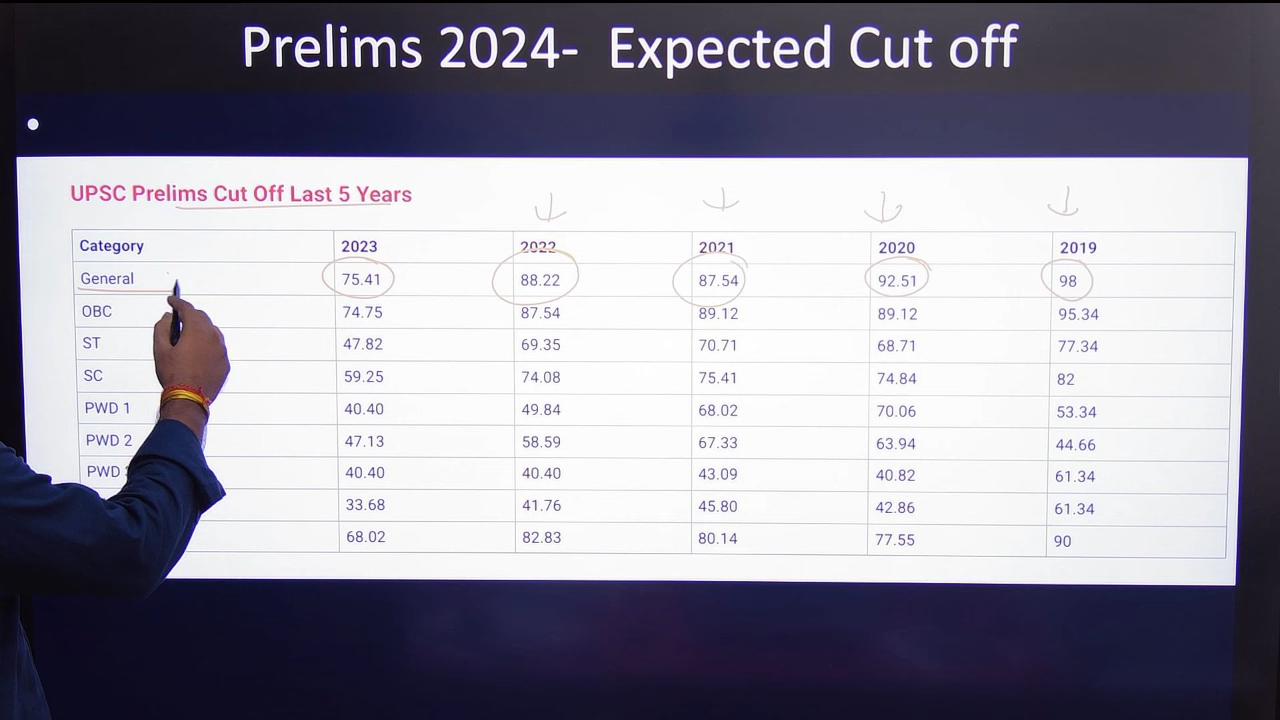 Prelims 2024- Expected Cut off
UPSC Prelims Cut Off Last 5 Years
Category 2023 2022 2021 2020 2019
General 75.41 88.22 87.54 92.51 98
OBC 74.75 87.54 89.12 89.12 95.34
ST 47.82 69.35 70.71 68.71 77.34
SC 59.25 74.08 75.41 74.84 82
PWD 1 40.40 49.84 68.02 70.06 53.34
PWD 2 47.13 58.59 67.33 63.94 44.66
PWD 40.40 40.40 43.09 40.82 61.34
33.68 41.76 45.80 42.86 61.34
68.02 82.83 80.14 77.55 90